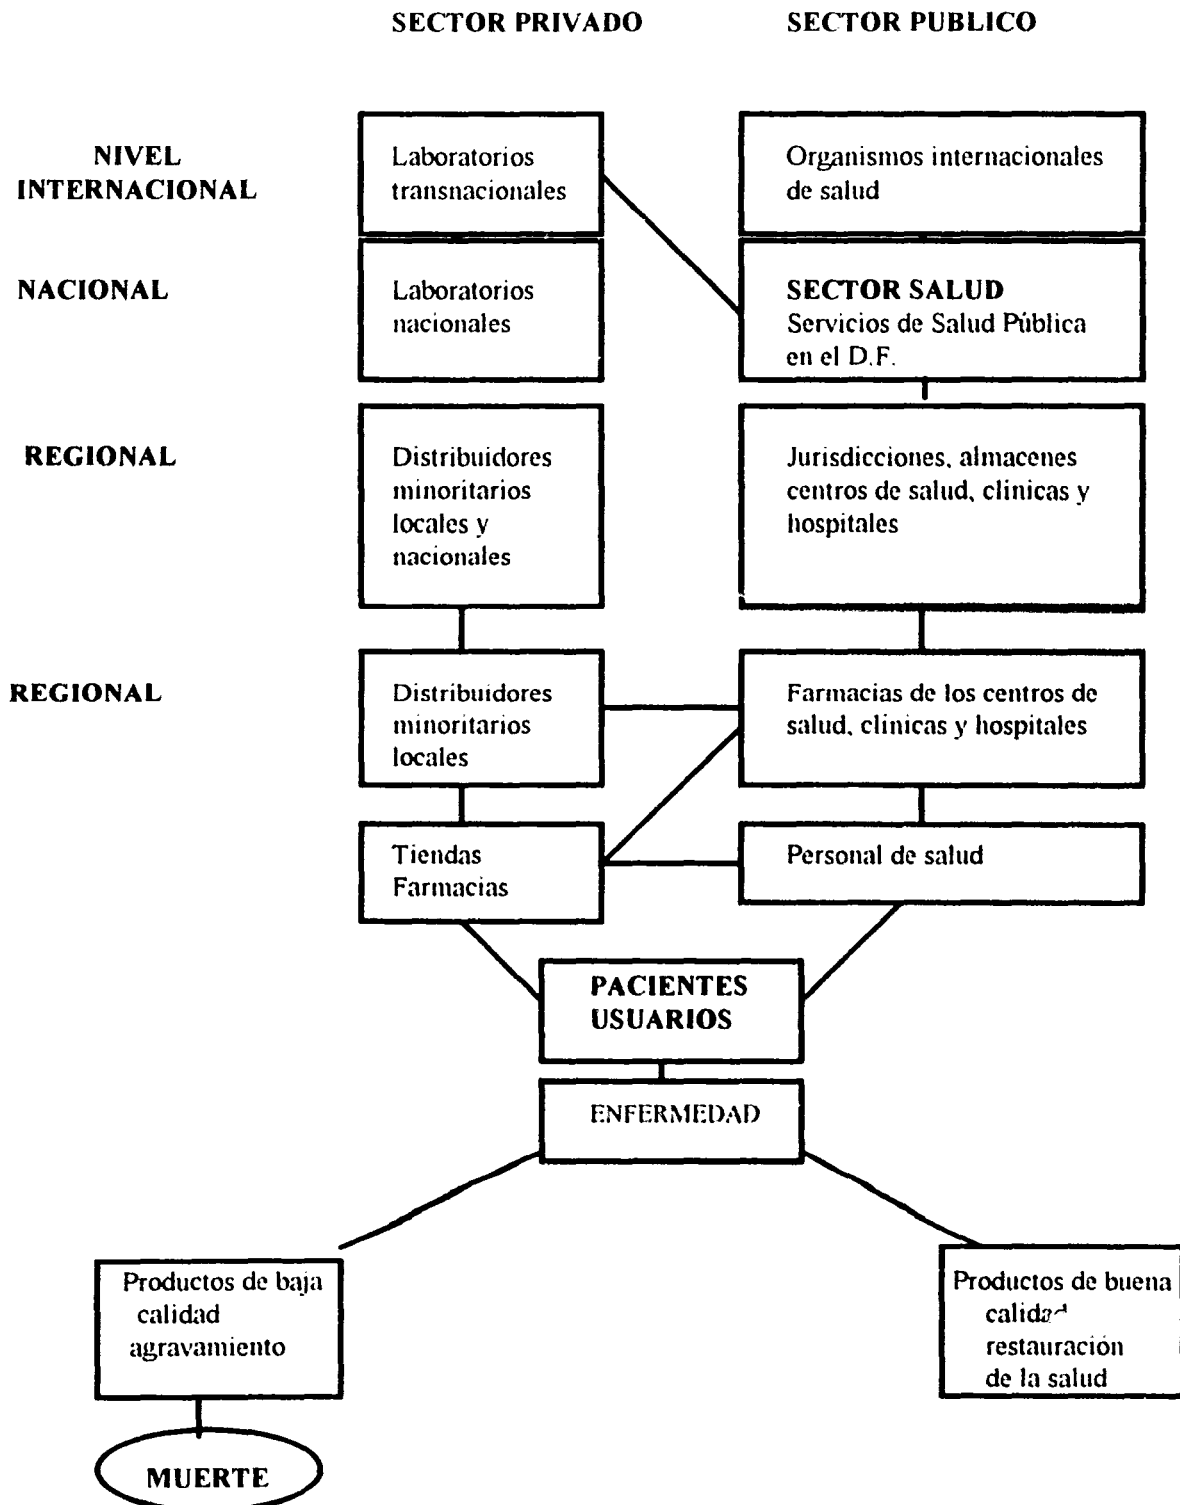 SECTOR PRIVADO
SECTOR PUBLICO
NIVEL
INTERNACIONAL
Laboratorios
transnacionales
Organismos internacionales
de salud
NACIONAL
Laboratorios
nacionales
SECTOR SALUD
Servicios de Salud Pública
en el D.F.
REGIONAL
Distribuidores
minoritarios
locales y
nacionales
Jurisdicciones, almacenes
centros de salud, clinicas y
hospitales
REGIONAL
Distribuidores
minoritarios
locales
Farmacias de los centros de
salud, clinicas y hospitales
Tiendas
Farmacias
Personal de salud
PACIENTES
USUARIOS
ENFERMEDAD
Productos de baja
calidad
agravamiento
Productos de buena
calidad
restauración
de la salud
MUERTE